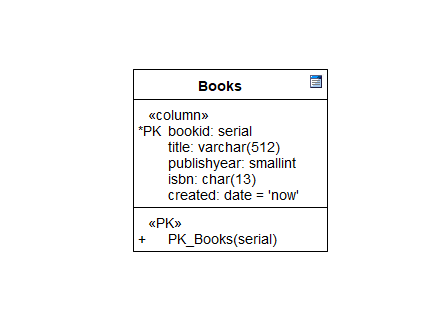 Books
«column»
*PK bookid: serial
title: varchar(512)
publishyear: smallint
isbn: char(13)
created: date = 'now'
«PK»
+ PK_Books(serial)